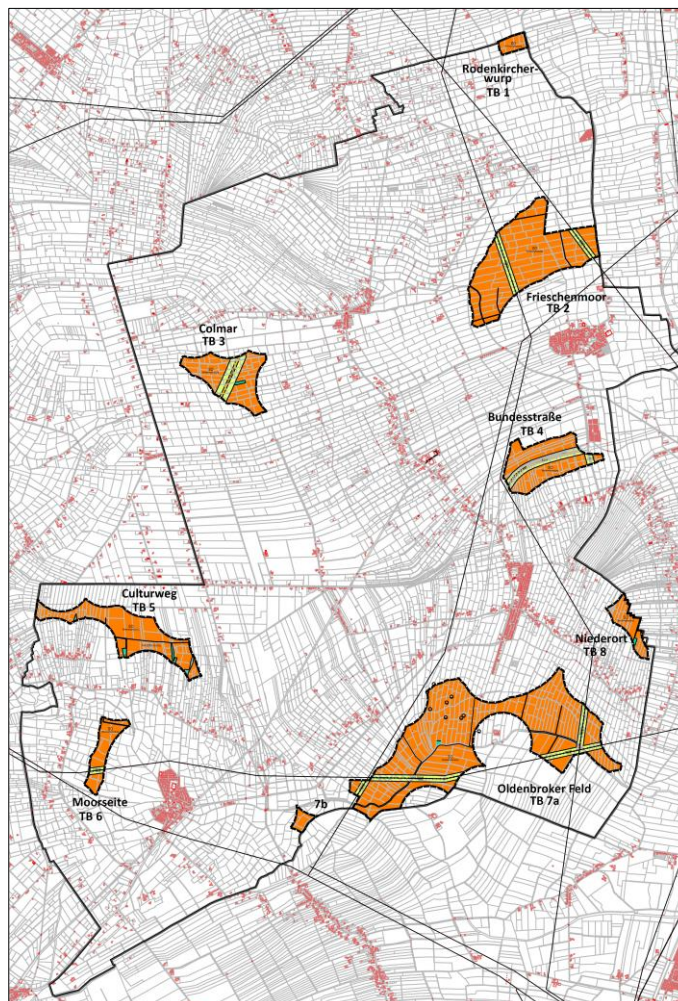 Rodenkircher-
wurp
TB 1
Frieschenmoor
TB 2
Colmar
TB 3
Bundesstraße
TB 4
Culturweg
TB 5
Niederort
TB 8
Oldenbroker Feld
TB 7a
7b
Moorseite
TB 6